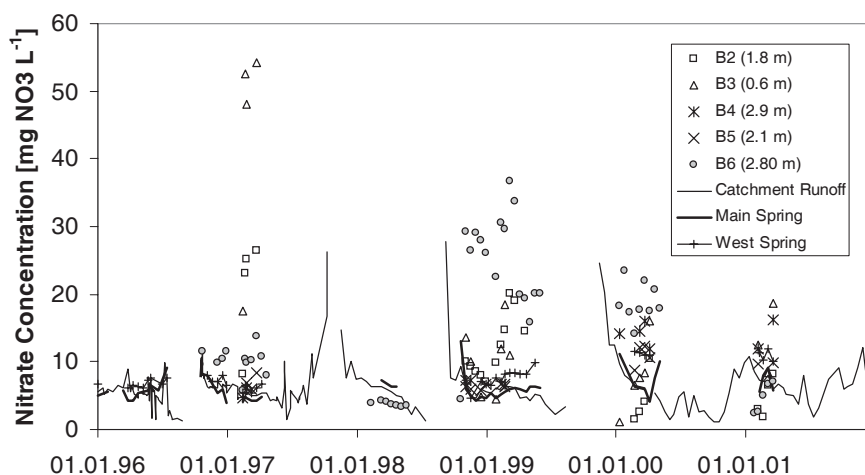 Nitrate Concentration [mg NO3 L-1]
60
50
40
30
20
10
0
01.01.96 01.01.97 01.01.98 01.01.99 01.01.00 01.01.01
B2 (1.8 m)
B3 (0.6 m)
B4 (2.9 m)
B5 (2.1 m)
B6 (2.80 m)
Catchment Runoff
Main Spring
West Spring